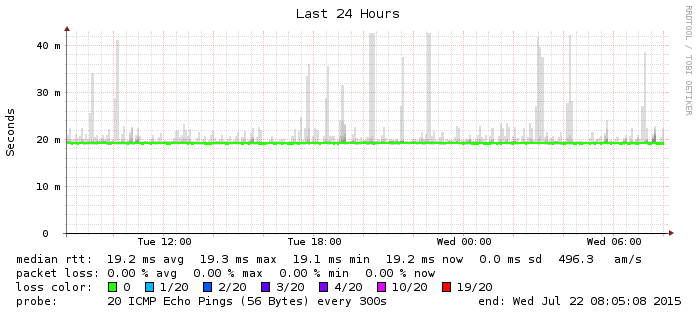 Last 24 Hours
RRDTOOL / TOBI OETIKER
Seconds
40 m
30 m
20 m
10 m
0
Tue 12:00 Tue 18:00 Wed 00:00 Wed 06:00
median rtt: 19.2 ms avg 19.3 ms max 19.1 ms min 19.2 ms now 0.0 ms sd 496.3 am/s
packet loss: 0.00 % avg 0.00 % max 0.00 % min 0.00 % now
loss color: 0 1/20 2/20 3/20 4/20 10/20 19/20
probe: 20 ICMP Echo Pings (56 Bytes) every 300s end: Wed Jul 22 08:05:08 2015